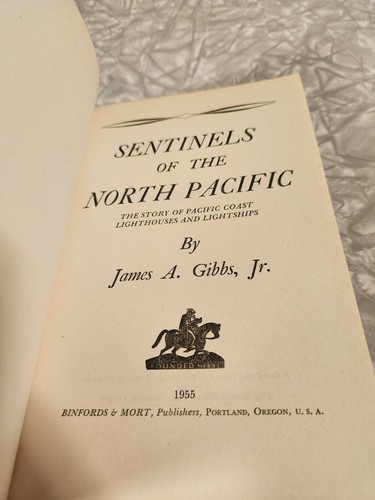 SENTINELS
OF THE
NORTH PACIFIC
THE STORY OF PACIFIC COAST
LIGHTHOUSES AND LIGHTSHIPS
By
James A. Gibbs, Jr.
FOUNDED
1955
BINFORDS & MORT, Publishers, PORTLAND, OREGON, U. S. A.